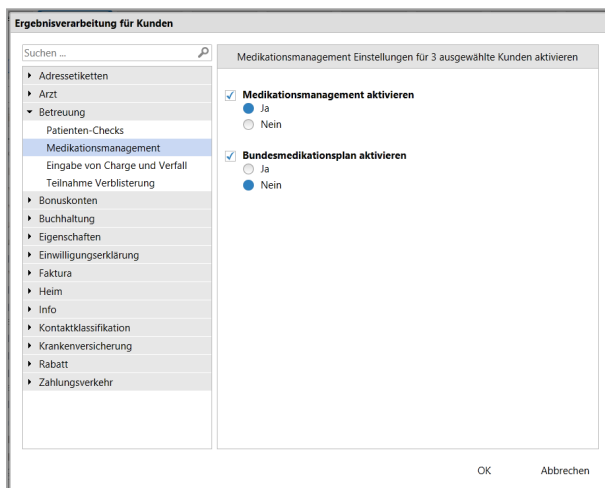 Ergebnisverarbeitung für Kunden
Suchen ...
Adressetiketten
Arzt
Betreuung
Patienten-Checks
Medikationsmanagement
Eingabe von Charge und Verfall
Teilnahme Verblisterung
Bonuskonten
Buchhaltung
Eigenschaften
Einwilligungserklärung
Faktura
Heim
Info
Kontaktklassifikation
Krankenversicherung
Rabatt
Zahlungsverkehr
Medikationsmanagement Einstellungen für 3 ausgewählte Kunden aktivieren
Medikationsmanagement aktivieren
Ja
Nein
Bundesmedikationsplan aktivieren
Ja
Nein
OK
Abbrechen